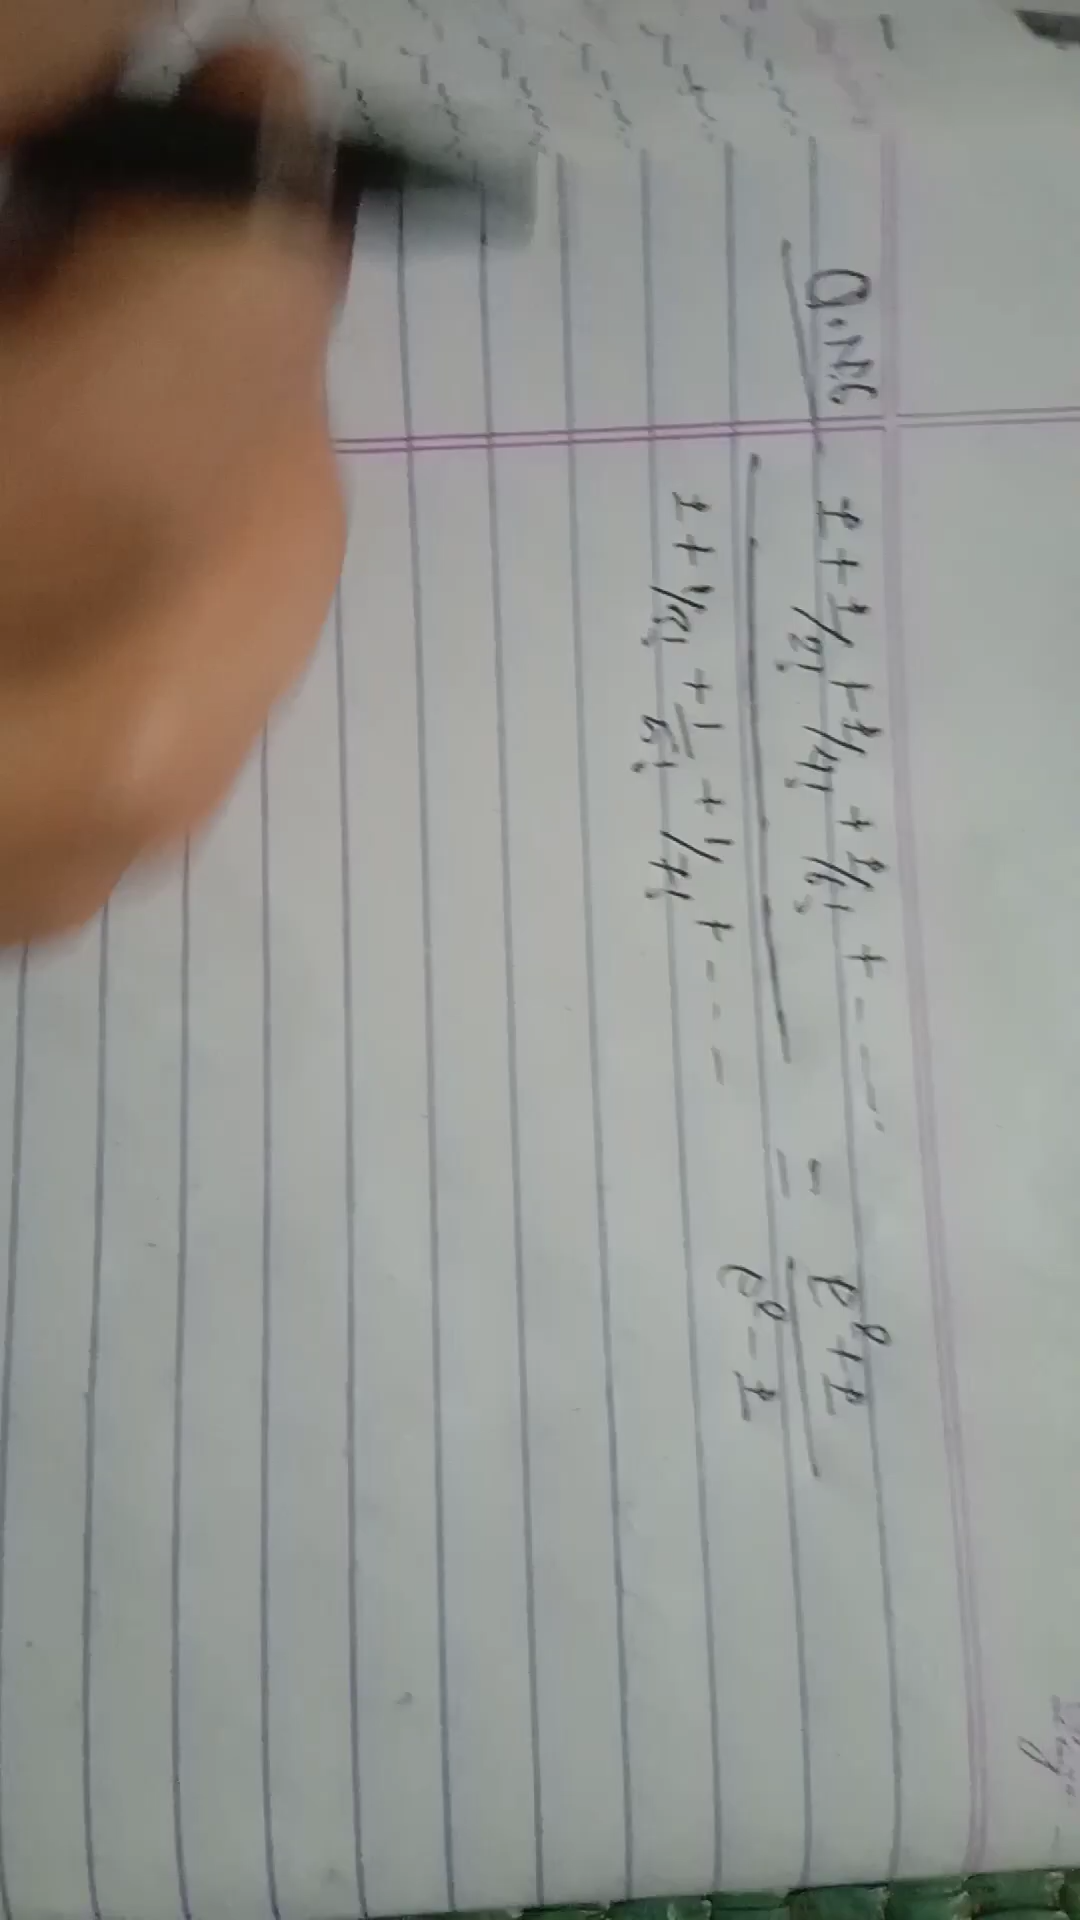 Q.N.6
1 + 1/2! + 1/4! + 1/6! + - - -
1 + 1/3! + 1/5! + 1/7! + - - -
= e² + 1 / e² - 1